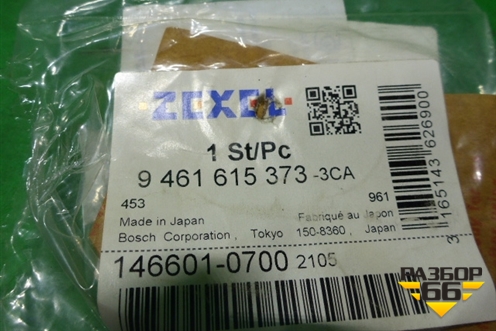 ZEXEL
1 St/Pc
9 461 615 373 -3CA
453 961
Made in Japan Fabriqué au Japon
Bosch Corporation , Tokyo 150-8360 , Japan
146601-0700 2105
3 165143 626900
РАЗБОР
66